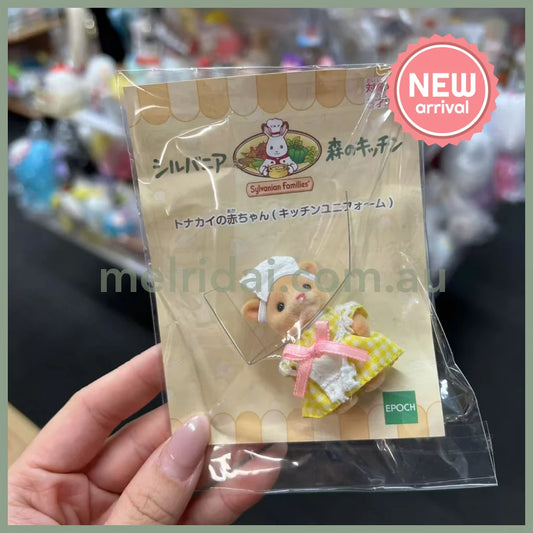 NEW
arrival
シルバニア 森のキッチン
Sylvanian Families
トナカイの赤ちゃん(キッチンユニフォーム)
melridai.com.au
EPOCH